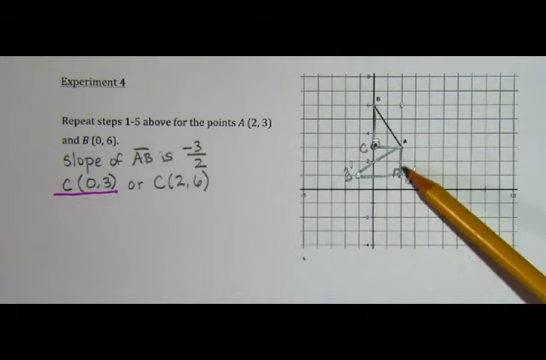 Experiment 4
Repeat steps 1-5 above for the points A (2, 3)
and B (0, 6).
Slope of AB is -3/2
C (0, 3) or C(2, 6)
B
C
A
B'